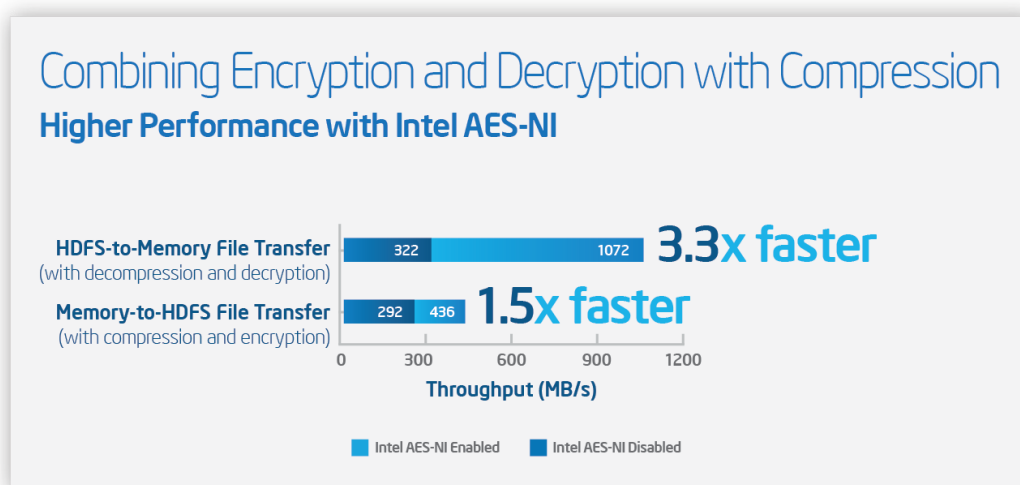 Combining Encryption and Decryption with Compression
Higher Performance with Intel AES-NI
HDFS-to-Memory File Transfer
(with decompression and decryption)
322
1072
3.3x faster
Memory-to-HDFS File Transfer
(with compression and encryption)
292
436
1.5x faster
0 300 600 900 1200
Throughput (MB/s)
Intel AES-NI Enabled Intel AES-NI Disabled